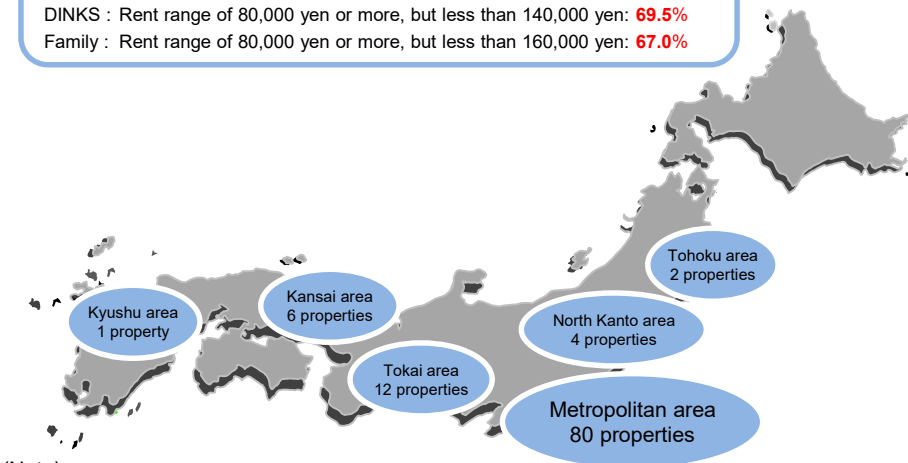 DINKS : Rent range of 80,000 yen or more, but less than 140,000 yen: 69.5%
Family : Rent range of 80,000 yen or more, but less than 160,000 yen: 67.0%
Tohoku area
2 properties
Kansai area
6 properties
Kyushu area
1 property
North Kanto area
4 properties
Tokai area
12 properties
Metropolitan area
80 properties